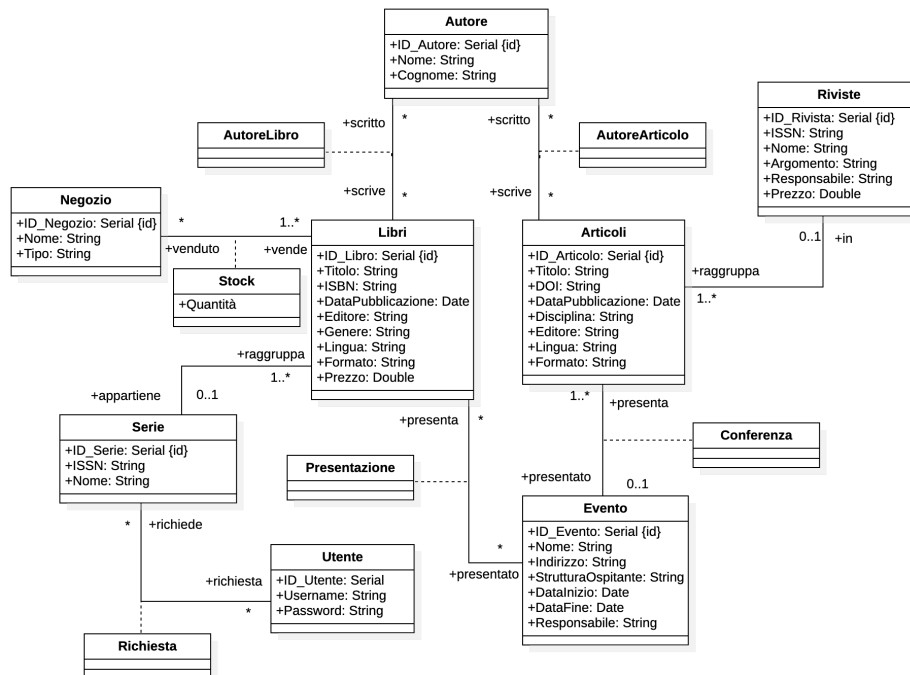 Autore
+ID_Autore: Serial {id}
+Nome: String
+Cognome: String
+scritto
*
+scritto
*
AutoreLibro
AutoreArticolo
+scrive
*
+scrive
*
Riviste
+ID_Rivista: Serial {id}
+ISSN: String
+Nome: String
+Argomento: String
+Responsabile: String
+Prezzo: Double
0..1
+in
Negozio
+ID_Negozio: Serial {id}
+Nome: String
+Tipo: String
*
+venduto
1..*
+vende
Stock
+Quantità
Libri
+ID_Libro: Serial {id}
+Titolo: String
+ISBN: String
+DataPubblicazione: Date
+Editore: String
+Genere: String
+Lingua: String
+Formato: String
+Prezzo: Double
Articoli
+ID_Articolo: Serial {id}
+Titolo: String
+DOI: String
+DataPubblicazione: Date
+Disciplina: String
+Editore: String
+Lingua: String
+Formato: String
+raggruppa
1..*
+raggruppa
1..*
+appartiene
0..1
Serie
+ID_Serie: Serial {id}
+ISSN: String
+Nome: String
+presenta
*
1..*
+presenta
Presentazione
Conferenza
+presentato
0..1
*
+presentato
Evento
+ID_Evento: Serial {id}
+Nome: String
+Indirizzo: String
+StrutturaOspitante: String
+DataInizio: Date
+DataFine: Date
+Responsabile: String
*
+richiede
+richiesta
*
Utente
+ID_Utente: Serial
+Username: String
+Password: String
Richiesta